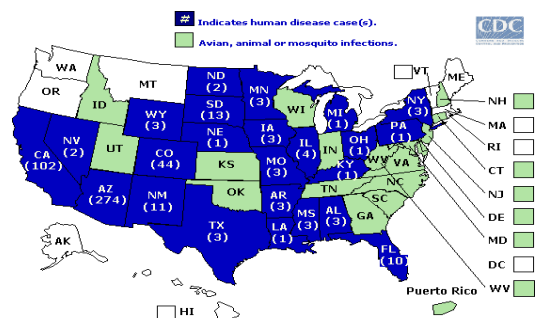 # Indicates human disease case(s).
Avian, animal or mosquito infections.
CDC
WA
OR
ID
MT
ND
(2)
SD
(13)
WY
(3)
NE
(1)
MN
(3)
IA
(3)
WI
MI
(1)
NY
(3)
PA
(1)
OH
(1)
IN
IL
(4)
MO
(3)
KY
(1)
WV
VA
NC
SC
TN
GA
AL
(3)
MS
(3)
LA
(1)
AR
(3)
OK
KS
CO
(44)
UT
NV
(2)
CA
(102)
AZ
(274)
NM
(11)
TX
(3)
FL
(10)
AK
HI
Puerto Rico
VT
ME
NH
MA
RI
CT
NJ
DE
MD
DC
WV